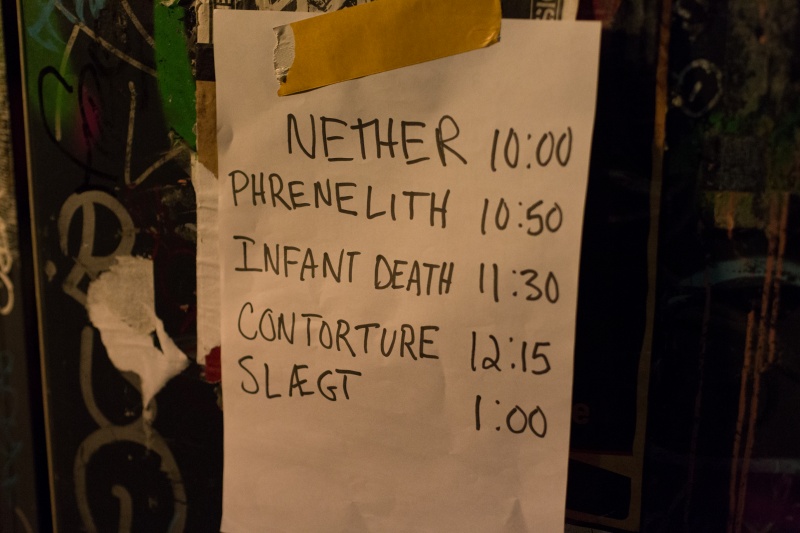 NETHER 10:00
PHRENELITH 10:50
INFANT DEATH 11:30
CONTORTURE 12:15
SLÆGT 1:00